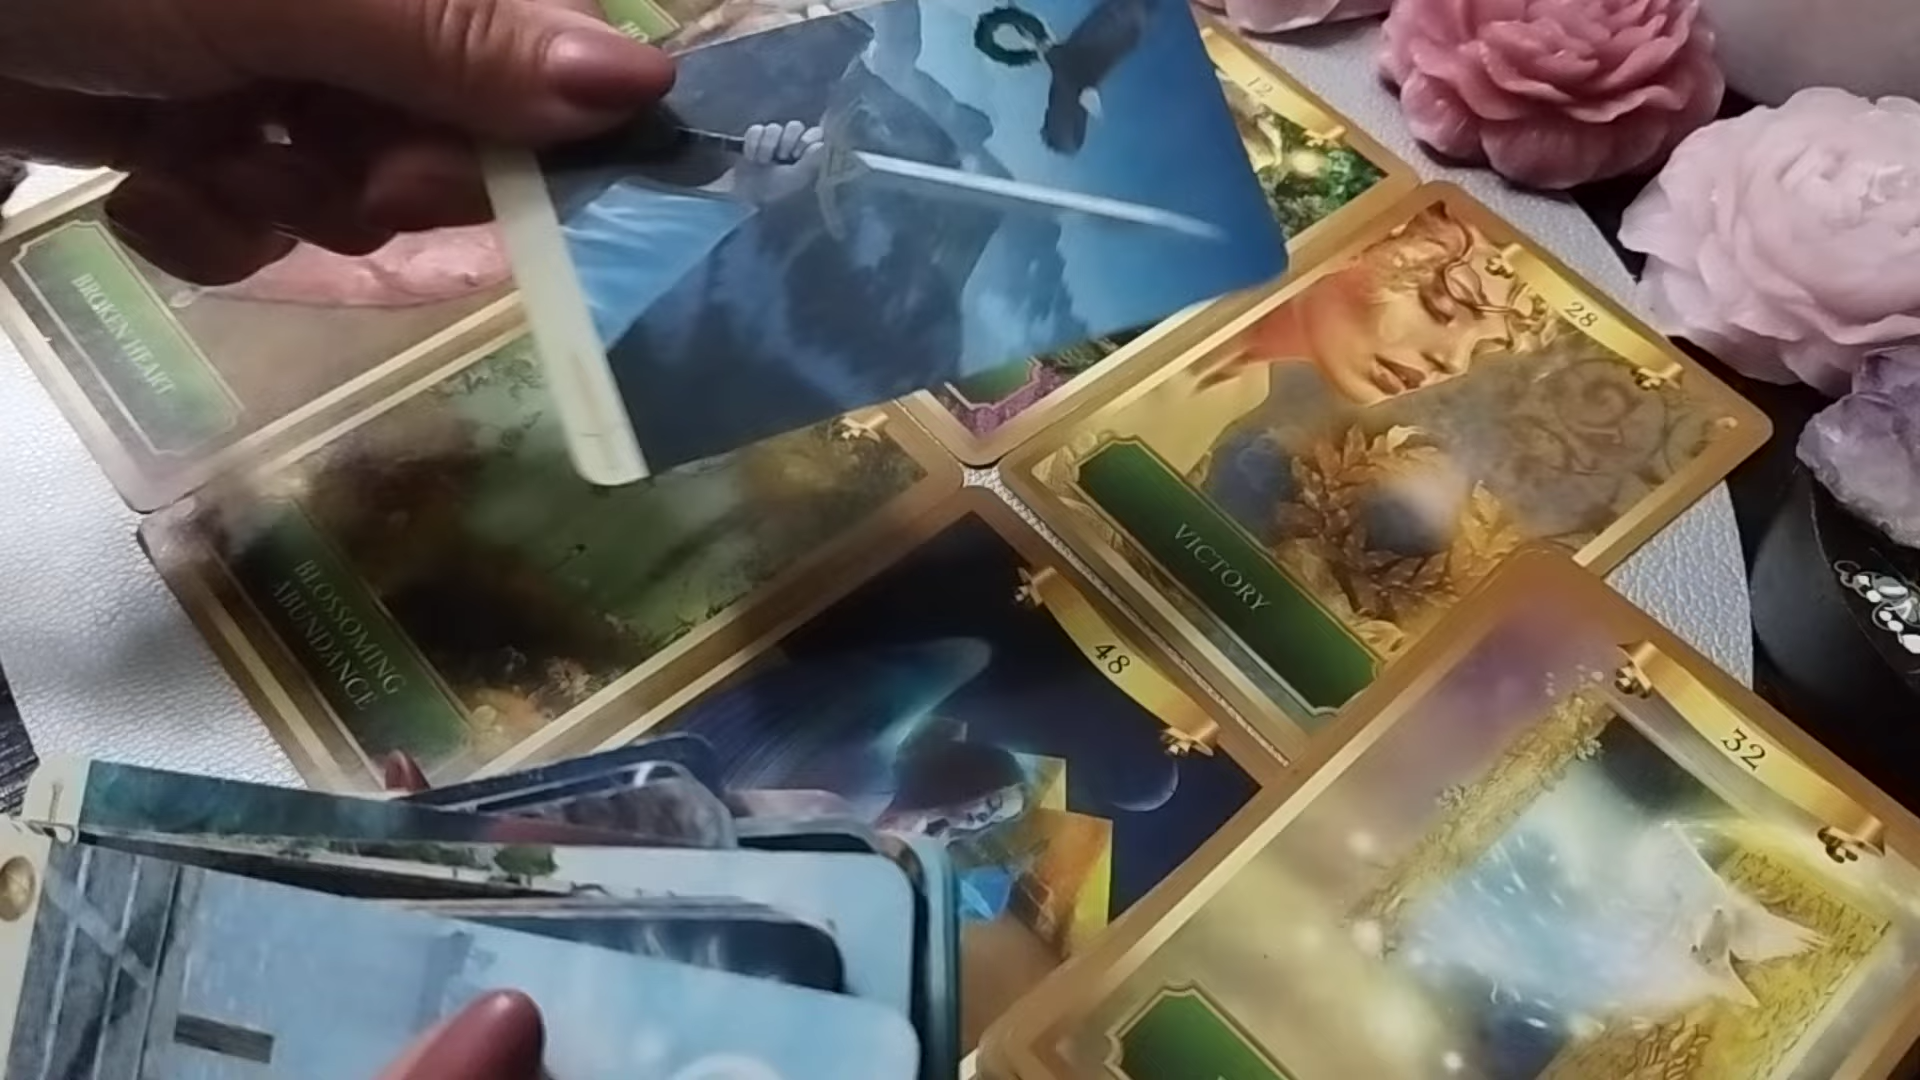 12
BROKEN HEART
28
VICTORY
BLOSSOMING
ABUNDANCE
48
32